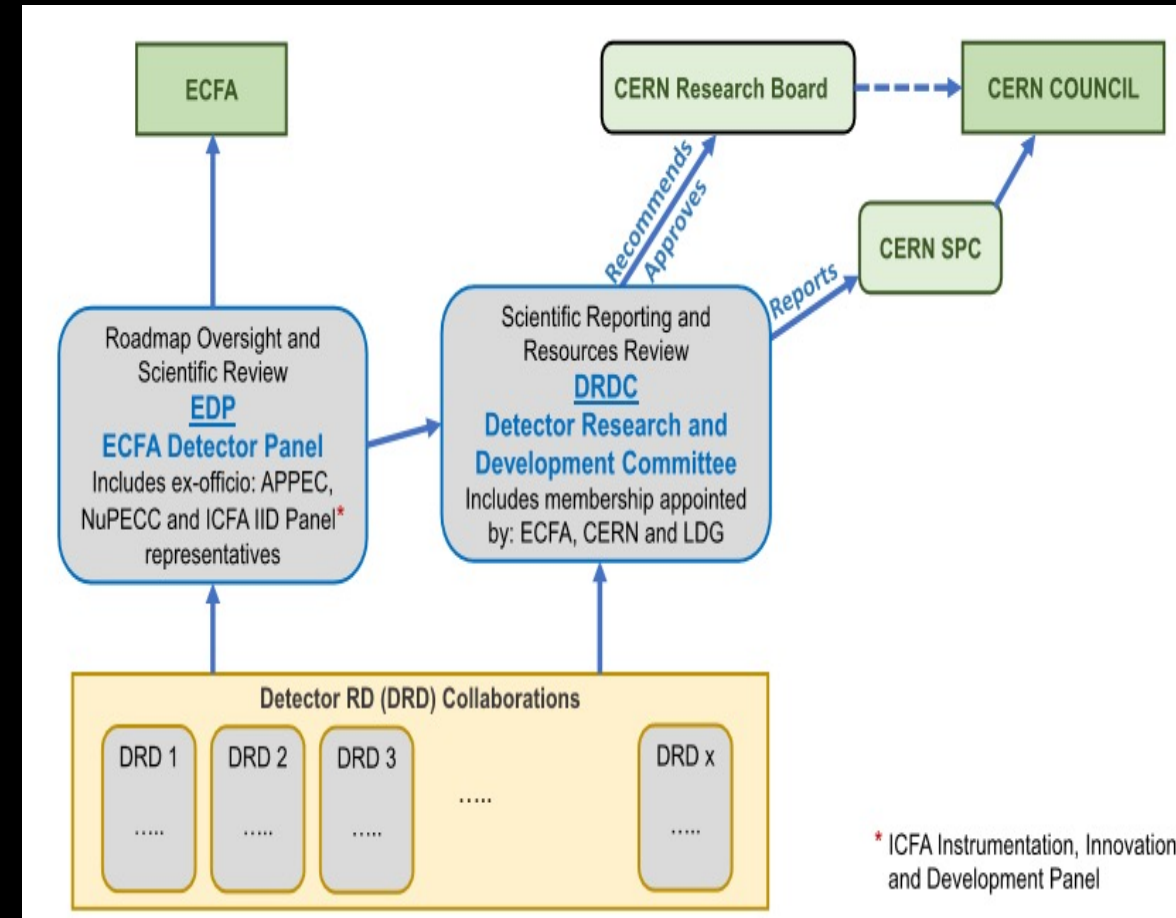 ECFA
CERN Research Board
CERN COUNCIL
Recommends
Approves
CERN SPC
Reports
Roadmap Oversight and
Scientific Review
EDP
ECFA Detector Panel
Includes ex-officio: APPEC,
NuPECC and ICFA IID Panel*
representatives
Scientific Reporting and
Resources Review
DRDC
Detector Research and
Development Committee
Includes membership appointed
by: ECFA, CERN and LDG
Detector RD (DRD) Collaborations
DRD 1
.....
DRD 2
.....
DRD 3
.....
.....
DRD x
.....
* ICFA Instrumentation, Innovation
and Development Panel